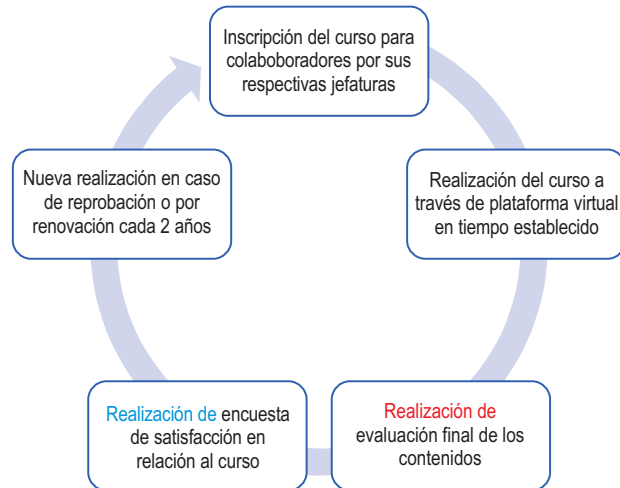 Inscripción del curso para
colaboboradores por sus
respectivas jefaturas
Realización del curso a
través de plataforma virtual
en tiempo establecido
Realización de
evaluación final de los
contenidos
Realización de encuesta
de satisfacción en
relación al curso
Nueva realización en caso
de reprobación o por
renovación cada 2 años